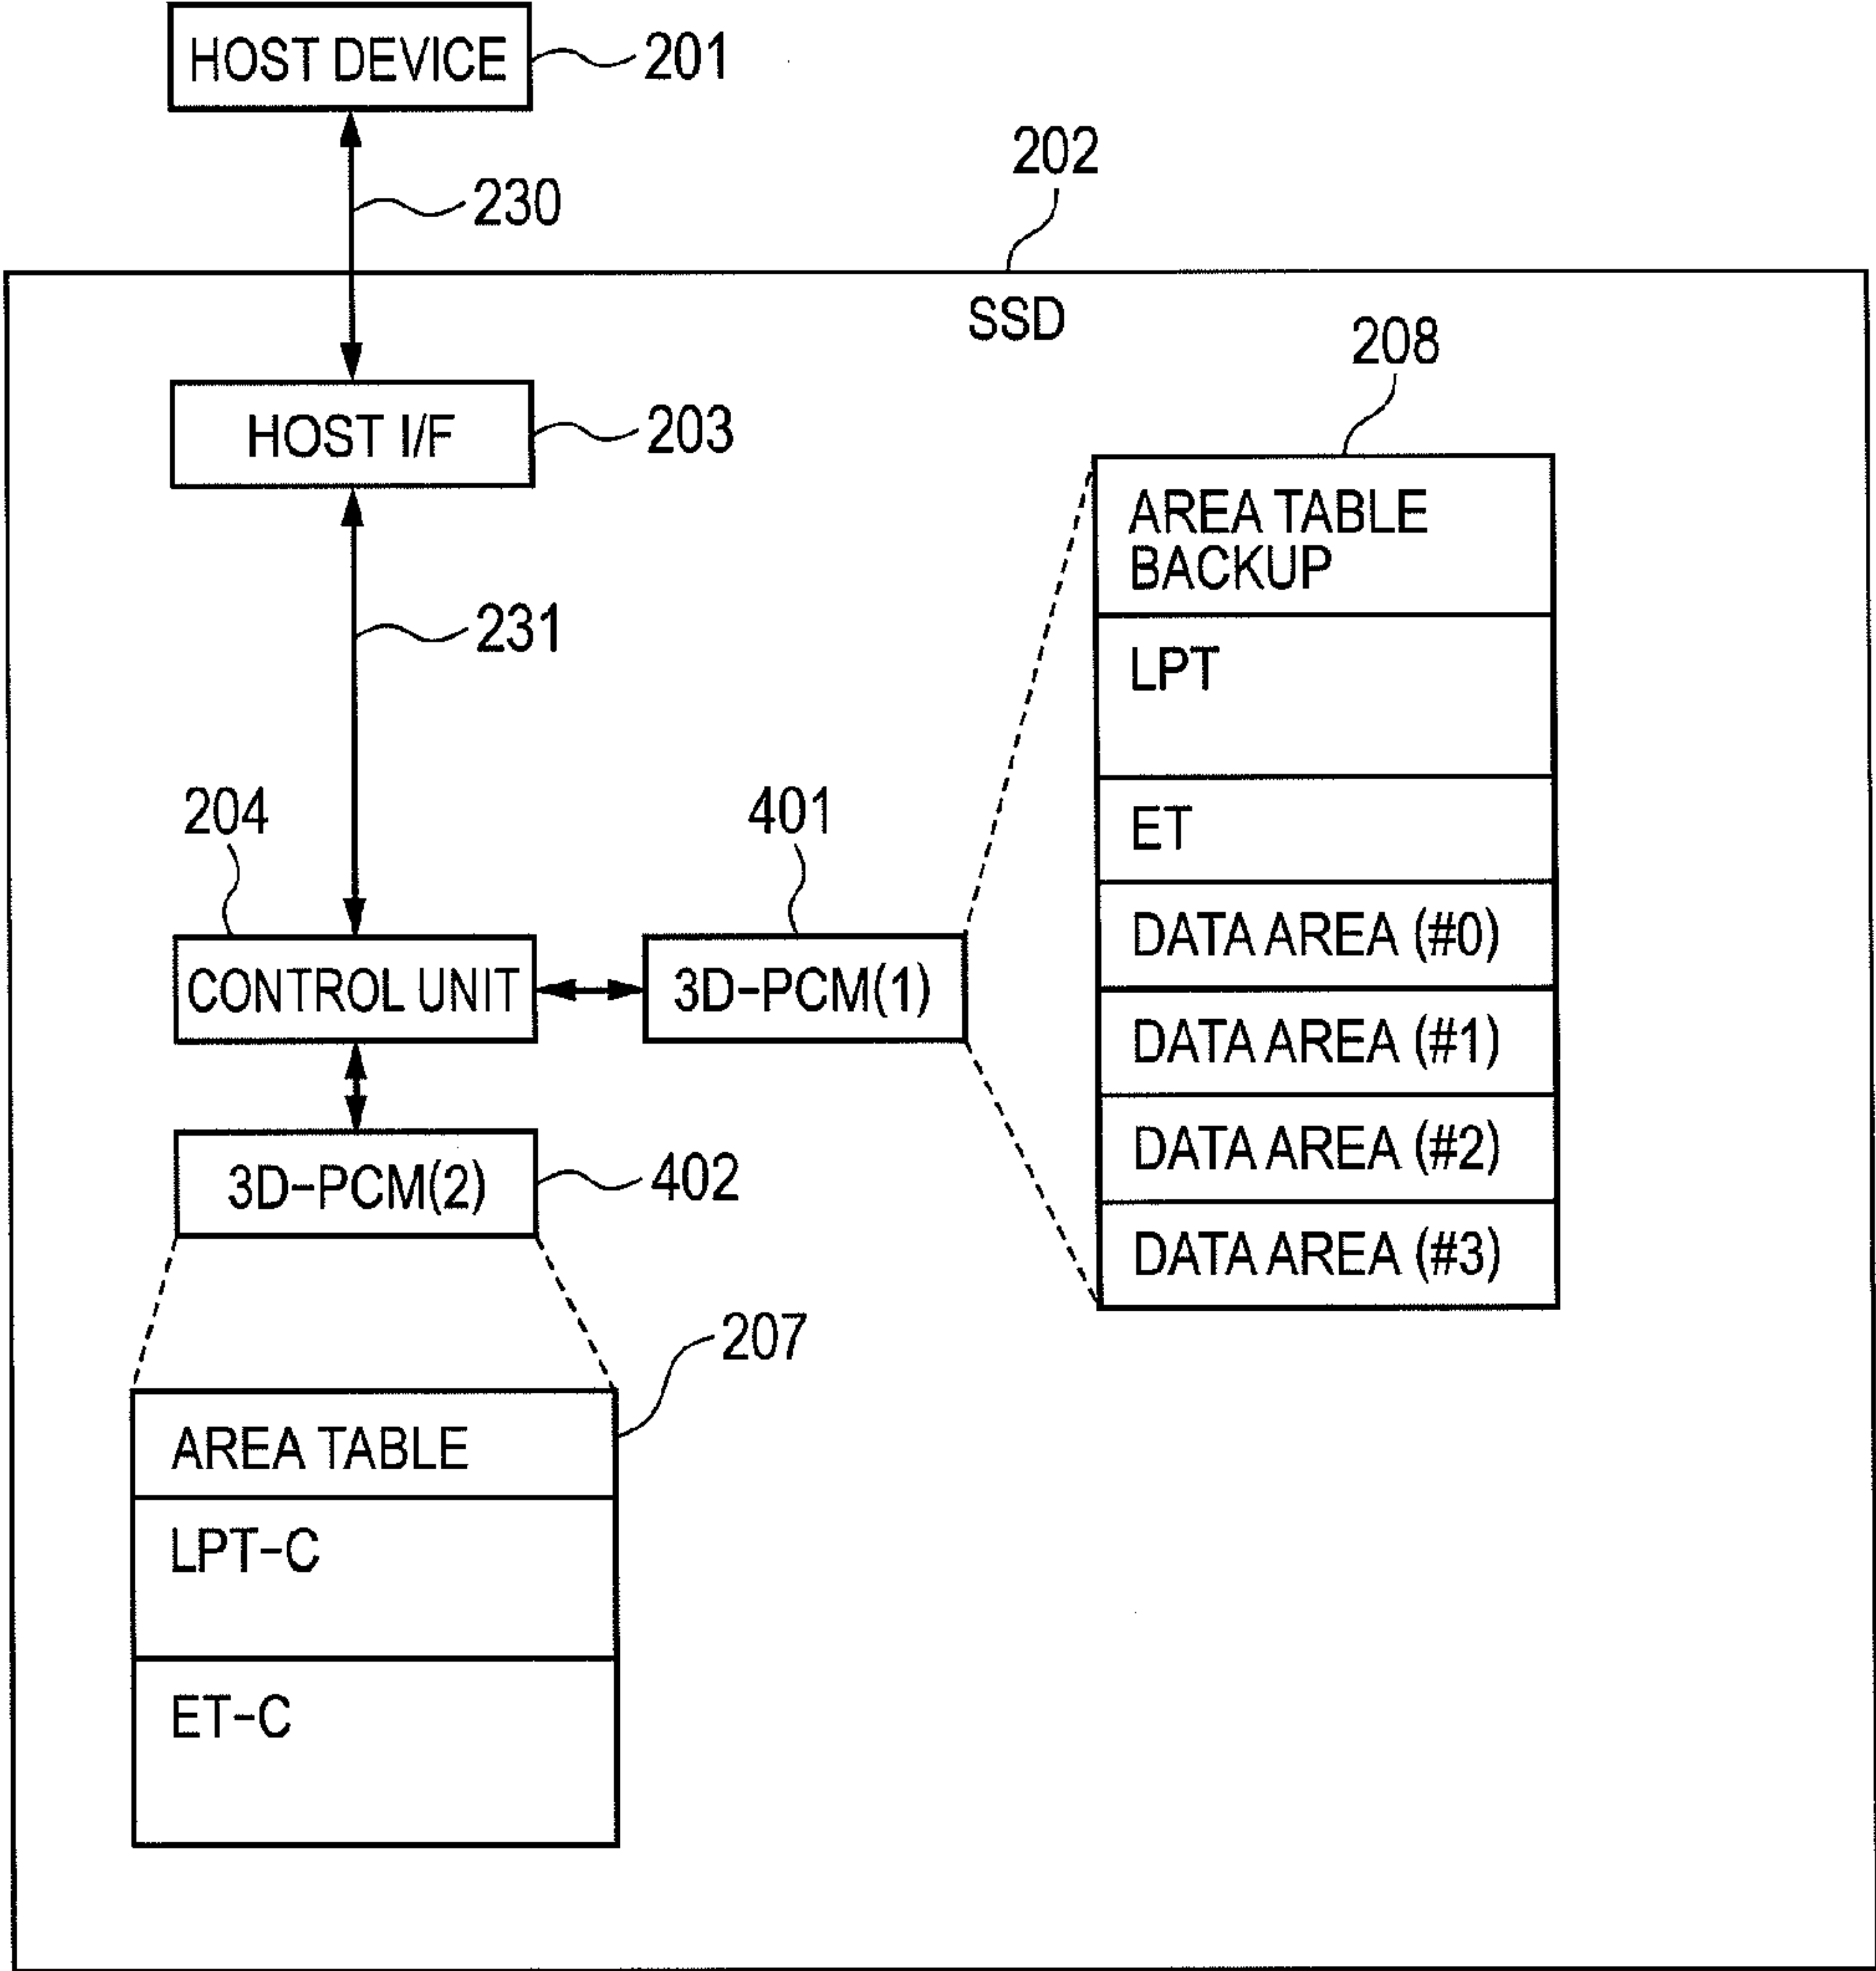 HOST DEVICE
201
230
202
SSD
208
HOST I/F
203
AREA TABLE
BACKUP
231
LPT
204
401
ET
DATA AREA (#0)
CONTROL UNIT
3D-PCM(1)
DATA AREA (#1)
DATA AREA (#2)
3D-PCM(2)
402
DATA AREA (#3)
207
AREA TABLE
LPT-C
ET-C